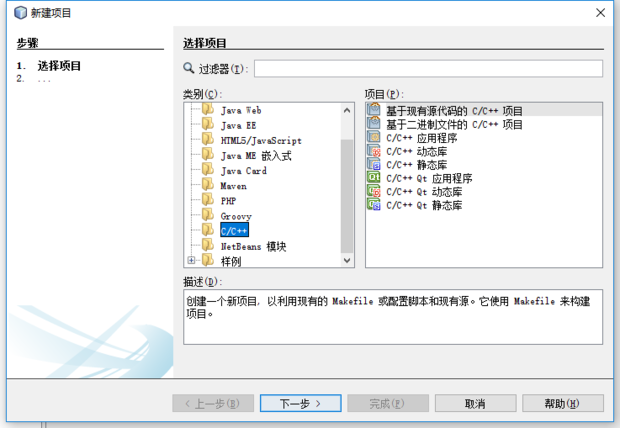 新建项目
步骤
1. 选择项目
2. ...
选择项目
过滤器(I):
类别(C):
Java Web
Java EE
HTML5/JavaScript
Java ME 嵌入式
Java Card
Maven
PHP
Groovy
C/C++
NetBeans 模块
样例
项目(P):
基于现有源代码的 C/C++ 项目
基于二进制文件的 C/C++ 项目
C/C++ 应用程序
C/C++ 动态库
C/C++ 静态库
C/C++ Qt 应用程序
C/C++ Qt 动态库
C/C++ Qt 静态库
描述(D):
创建一个新项目, 以利用现有的 Makefile 或配置脚本和现有源。它使用 Makefile 来构建
项目。
< 上一步(B)
下一步 >
完成(F)
取消
帮助(H)